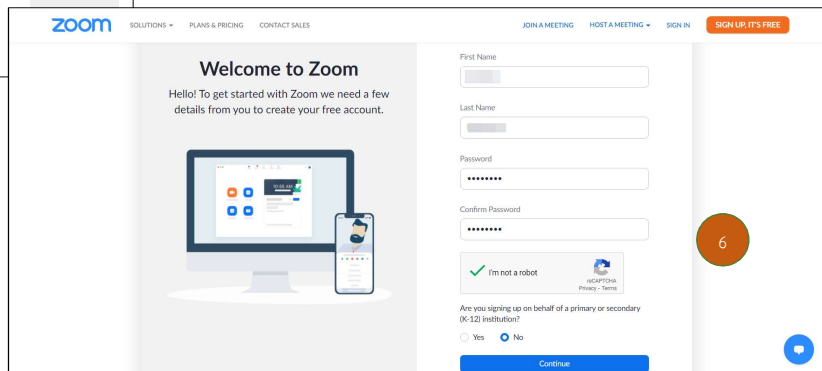 zoom SOLUTIONS PLANS & PRICING CONTACT SALES JOIN A MEETING HOST A MEETING SIGN IN SIGN UP, IT'S FREE
Welcome to Zoom
Hello! To get started with Zoom we need a few
details from you to create your free account.
10:00 AM
First Name
Last Name
Password
••••••••
Confirm Password
••••••••
I'm not a robot
reCAPTCHA
Privacy - Terms
Are you signing up on behalf of a primary or secondary
(K-12) institution?
Yes No
Continue
6